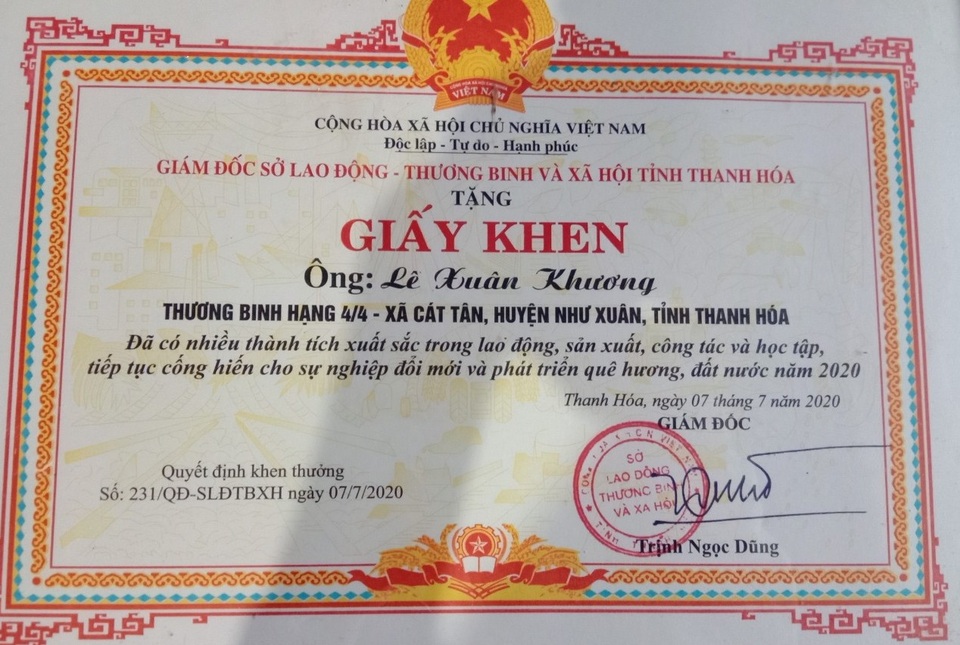 VIỆT NAM
CỘNG HÒA XÃ HỘI CHỦ NGHĨA VIỆT NAM
Độc lập - Tự do - Hạnh phúc
GIÁM ĐỐC SỞ LAO ĐỘNG - THƯƠNG BINH VÀ XÃ HỘI TỈNH THANH HÓA
TẶNG
GIẤY KHEN
Ông: Lê Xuân Khương
THƯƠNG BINH HẠNG 4/4 - XÃ CÁT TÂN, HUYỆN NHƯ XUÂN, TỈNH THANH HÓA
Đã có nhiều thành tích xuất sắc trong lao động, sản xuất, công tác và học tập,
tiếp tục cống hiến cho sự nghiệp đổi mới và phát triển quê hương, đất nước năm 2020
Thanh Hóa, ngày 07 tháng 7 năm 2020
GIÁM ĐỐC
SỞ
LAO ĐỘNG
THƯƠNG BINH
VÀ XÃ HỘI
Trịnh Ngọc Dũng
Quyết định khen thưởng
Số: 231/QĐ-SLĐTBXH ngày 07/7/2020